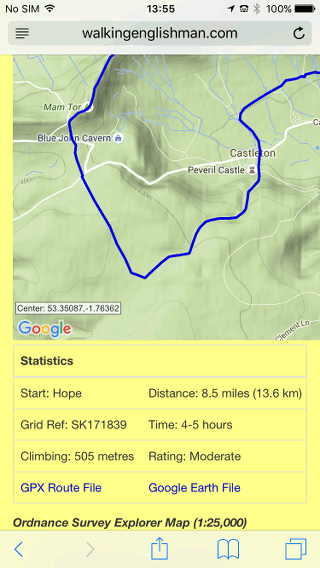 No SIM 13:55 100%
walkingenglishman.com
Mam Tor
Blue John Cavern
Castleton
Peveril Castle
400m
Center: 53.35087,-1.76362
Google
Clement Ln
Statistics
Start: Hope Distance: 8.5 miles (13.6 km)
Grid Ref: SK171839 Time: 4-5 hours
Climbing: 505 metres Rating: Moderate
GPX Route File Google Earth File
Ordnance Survey Explorer Map (1:25,000)